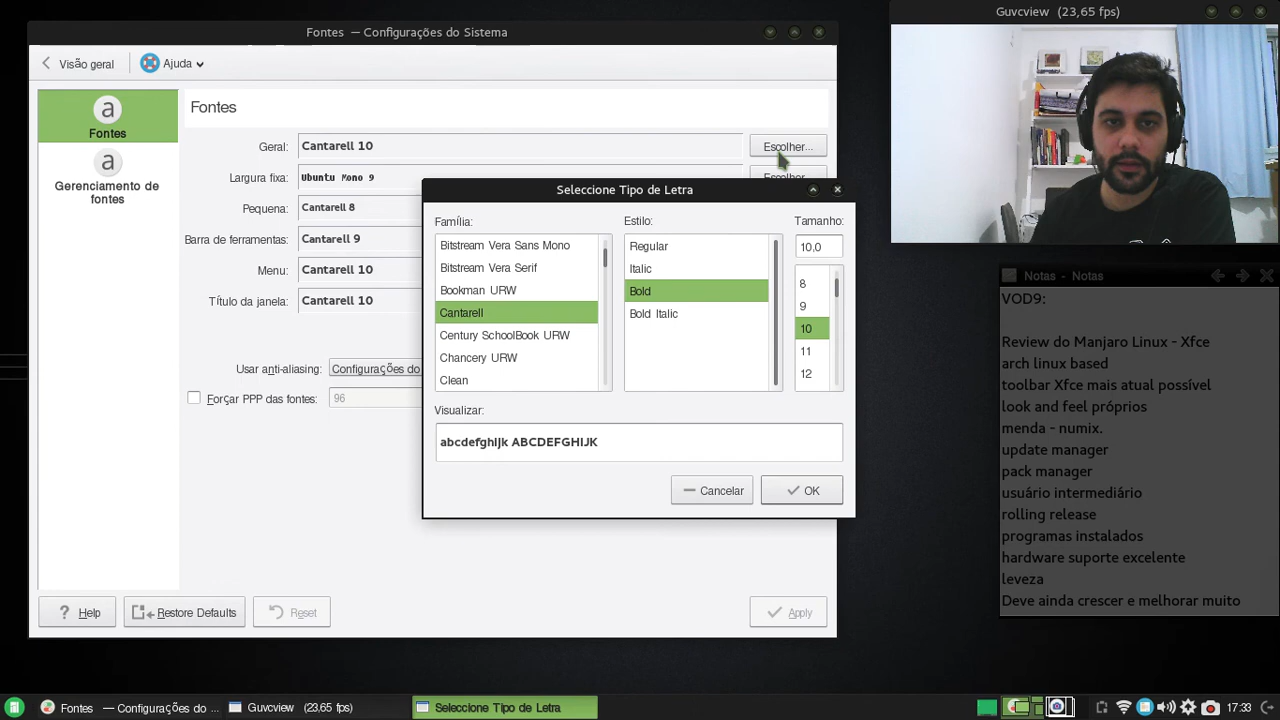 Fontes — Configurações do Sistema
Guvcview (23,65 fps)
Visão geral
Ajuda
Fontes
Gerenciamento de fontes
Fontes
Geral:
Cantarell 10
Escolher...
Largura fixa:
Ubuntu Mono 9
Escolher
Pequena:
Cantarell 8
Barra de ferramentas:
Cantarell 9
Menu:
Cantarell 10
Título da janela:
Cantarell 10
Usar anti-aliasing:
Configurações do
Forçar PPP das fontes:
96
Seleccione Tipo de Letra
Família:
Estilo:
Tamanho:
Bitstream Vera Sans Mono
Bitstream Vera Serif
Bookman URW
Cantarell
Century SchoolBook URW
Chancery URW
Clean
Regular
Italic
Bold
Bold Italic
10,0
8
9
10
11
12
Visualizar:
abcdefghijk ABCDEFGHIJK
Cancelar
OK
Help
Restore Defaults
Reset
Apply
Notas - Notas
VOD9:
Review do Manjaro Linux - Xfce
arch linux based
toolbar Xfce mais atual possível
look and feel próprios
menda - numix.
update manager
pack manager
usuário intermediário
rolling release
programas instalados
hardware suporte excelente
leveza
Deve ainda crescer e melhorar muito
Fontes — Configurações do ...
Guvcview (23,65 fps)
Seleccione Tipo de Letra
17:33